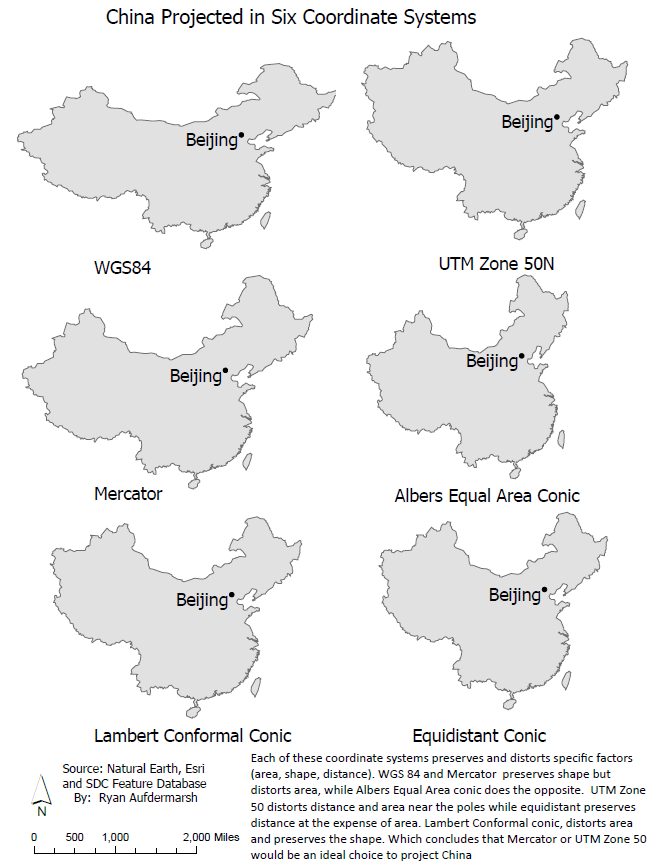 China Projected in Six Coordinate Systems
Beijing
Beijing
WGS84
UTM Zone 50N
Beijing
Beijing
Mercator
Albers Equal Area Conic
Beijing
Beijing
Lambert Conformal Conic
Equidistant Conic
Source: Natural Earth, Esri
and SDC Feature Database
By: Ryan Aufdermarsh
N
0 500 1,000 2,000 Miles
Each of these coordinate systems preserves and distorts specific factors
(area, shape, distance). WGS 84 and Mercator preserves shape but
distorts area, while Albers Equal Area conic does the opposite. UTM Zone
50 distorts distance and area near the poles while equidistant preserves
distance at the expense of area. Lambert Conformal conic, distorts area
and preserves the shape. Which concludes that Mercator or UTM Zone 50
would be an ideal choice to project China